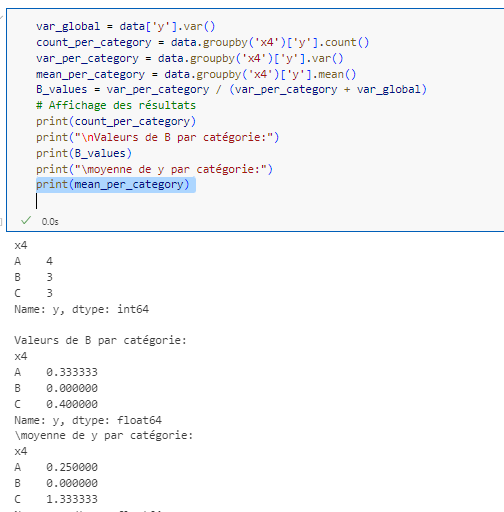 var_global = data['y'].var()
count_per_category = data.groupby('x4')['y'].count()
var_per_category = data.groupby('x4')['y'].var()
mean_per_category = data.groupby('x4')['y'].mean()
B_values = var_per_category / (var_per_category + var_global)
# Affichage des résultats
print(count_per_category)
print("\nValeurs de B par catégorie:")
print(B_values)
print("\moyenne de y par catégorie:")
print(mean_per_category)
0.0s
x4
A 4
B 3
C 3
Name: y, dtype: int64
Valeurs de B par catégorie:
x4
A 0.333333
B 0.000000
C 0.400000
Name: y, dtype: float64
\moyenne de y par catégorie:
x4
A 0.250000
B 0.000000
C 1.333333